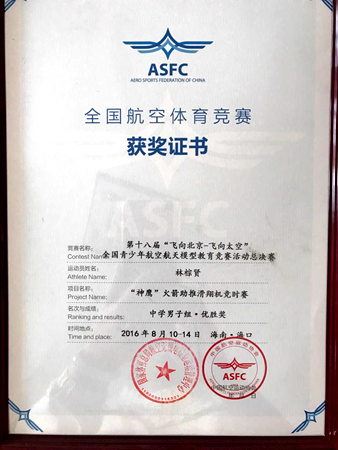 ASFC
AERO SPORTS FEDERATION OF CHINA
全国航空体育竞赛
获奖证书
ASFC
竞赛名称:
Contest Name:
第十八届“飞向北京-飞向太空”
全国青少年航空航天模型教育竞赛活动总决赛
运动员姓名:
Athlete Name:
林棕贤
项目名称:
Project Name:
“神鹰”火箭助推滑翔机竞时赛
名次与成绩:
Ranking and results:
中学男子组·优胜奖
时间地点:
Time and place:
2016年8月10-14日 海南·海口
ASFC